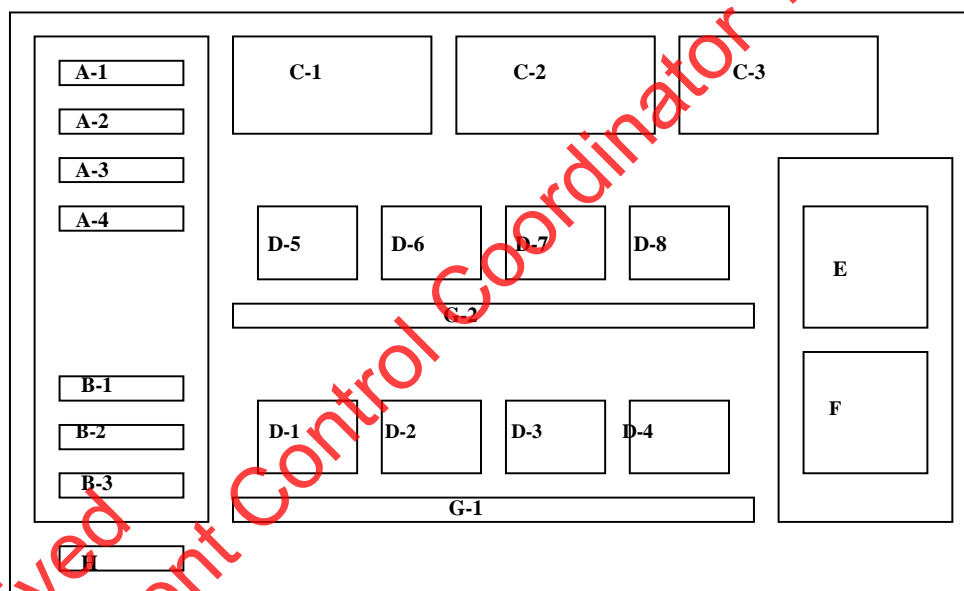 A-1
A-2
A-3
A-4
B-1
B-2
B-3
H
C-1
C-2
C-3
D-5
D-6
D-7
D-8
G-2
D-1
D-2
D-3
D-4
G-1
E
F
Control Coordinator